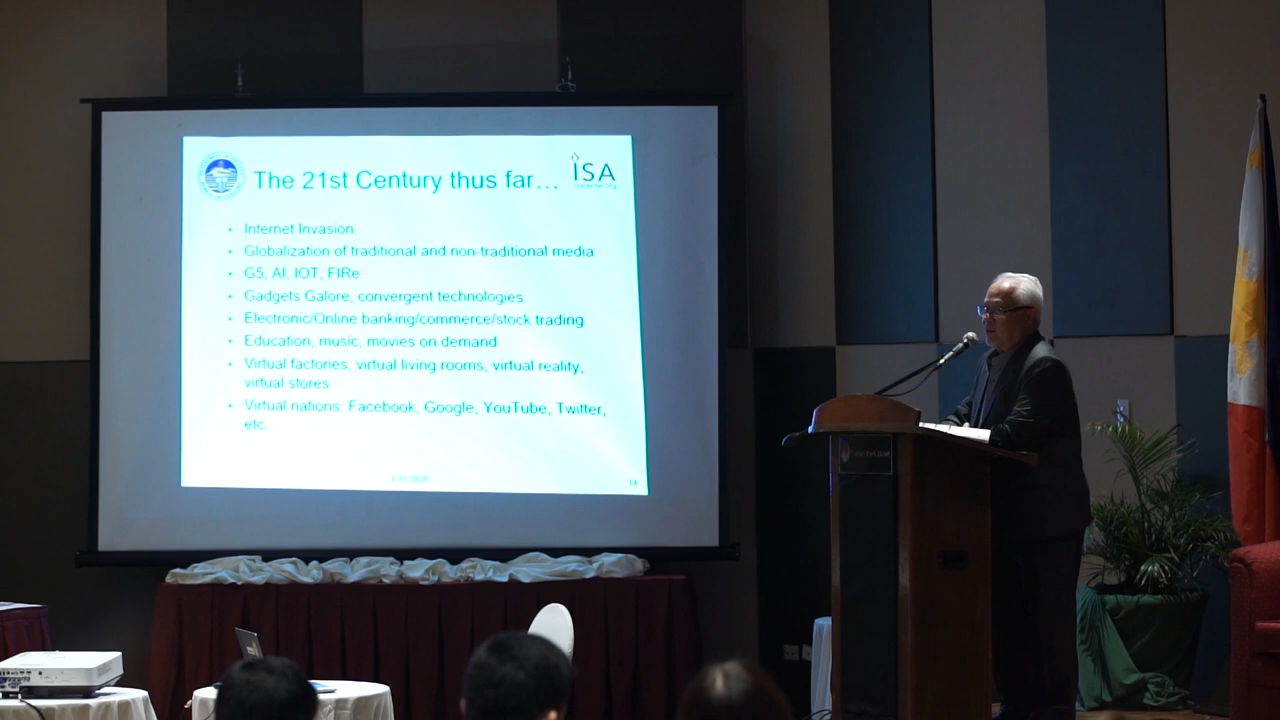 The 21st Century thus far...
ISA
Internet Invasion
Globalization of traditional and non-traditional media
G5, AI, IOT, FIRe
Gadgets Galore; convergent technologies
Electronic/Online banking/commerce/stock trading
Education, music, movies on demand
Virtual factories, virtual living rooms, virtual reality,
virtual stores
Virtual nations: Facebook, Google, YouTube, Twitter,
etc.
14